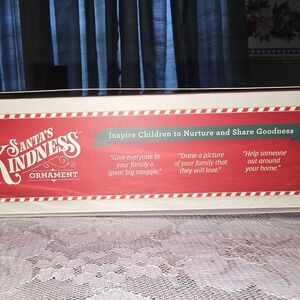 SANTA'S
KINDNESS
ORNAMENT
Inspire Children to Nurture and Share Goodness
"Give everyone in
your family a
great big snuggle."
"Draw a picture
of your family that
they will love."
"Help someone
out around
your home."